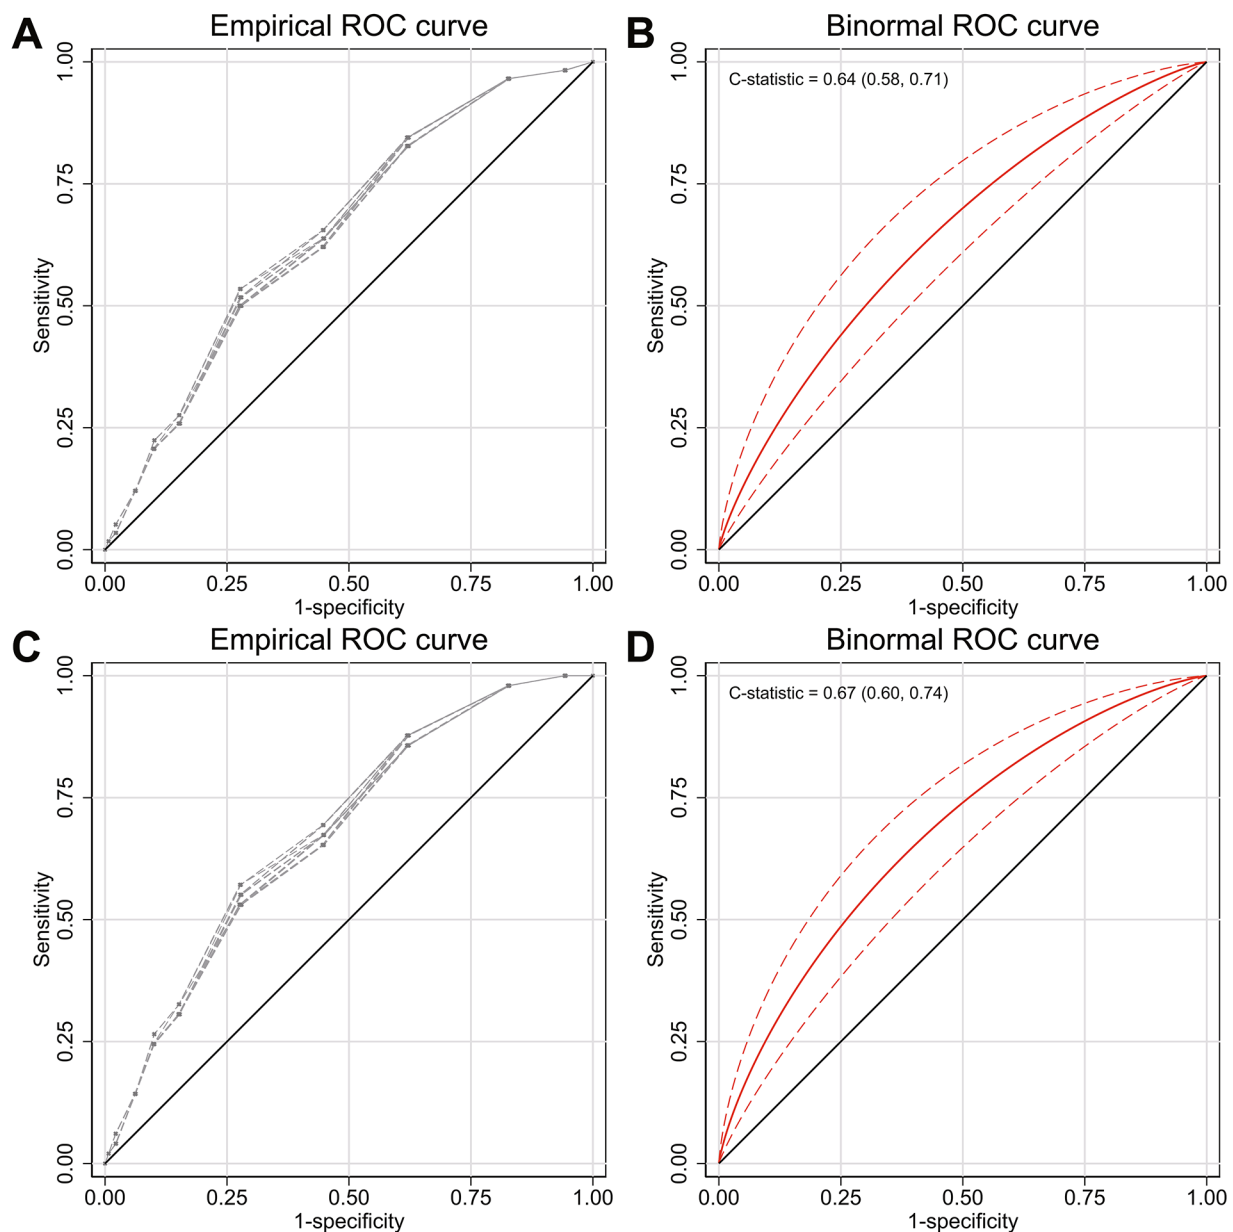 A
Empirical ROC curve
Sensitivity
1.00
0.75
0.50
0.25
0.00
0.00 0.25 0.50 0.75 1.00
1-specificity
B
Binormal ROC curve
C-statistic = 0.64 (0.58, 0.71)
Sensitivity
1.00
0.75
0.50
0.25
0.00
0.00 0.25 0.50 0.75 1.00
1-specificity
C
Empirical ROC curve
Sensitivity
1.00
0.75
0.50
0.25
0.00
0.00 0.25 0.50 0.75 1.00
1-specificity
D
Binormal ROC curve
C-statistic = 0.67 (0.60, 0.74)
Sensitivity
1.00
0.75
0.50
0.25
0.00
0.00 0.25 0.50 0.75 1.00
1-specificity